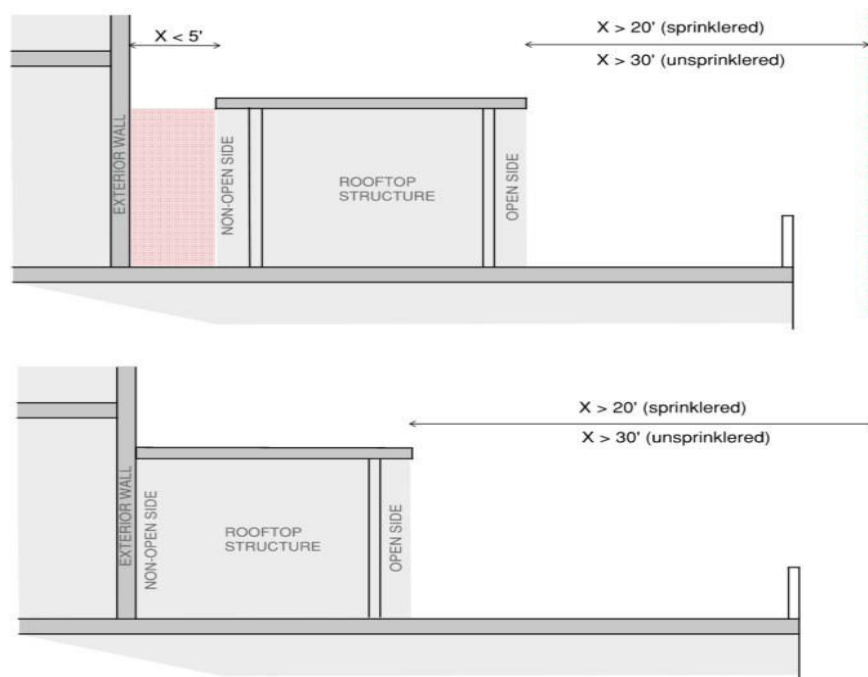 X < 5'
X > 20' (sprinklered)
X > 30' (unsprinklered)
EXTERIOR WALL
NON-OPEN SIDE
ROOFTOP
STRUCTURE
OPEN SIDE
X > 20' (sprinklered)
X > 30' (unsprinklered)
EXTERIOR WALL
NON-OPEN SIDE
ROOFTOP
STRUCTURE
OPEN SIDE